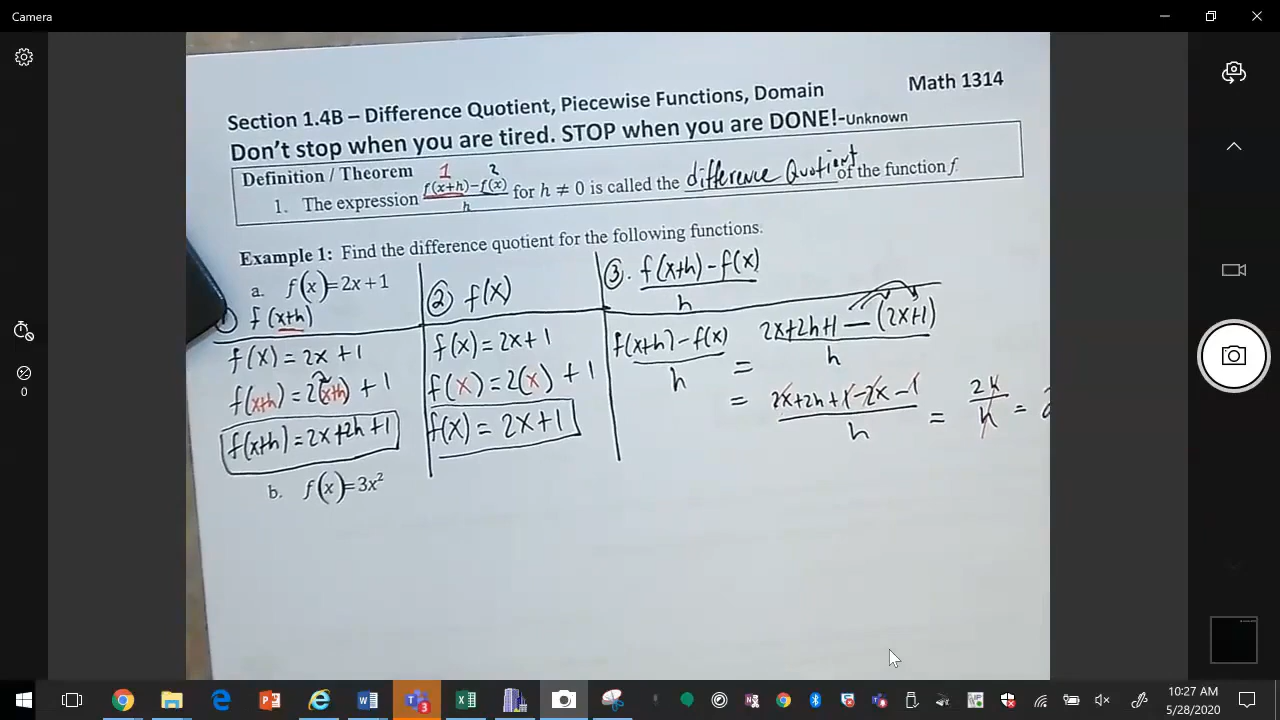 Camera
Section 1.4B – Difference Quotient, Piecewise Functions, Domain Math 1314
Don't stop when you are tired. STOP when you are DONE!-Unknown
Definition / Theorem
1 2
1. The expression f(x+h)−f(x)/h for h ≠ 0 is called the difference Quotient of the function f.
Example 1: Find the difference quotient for the following functions.
a. f(x)=2x+1
① f(x+h)
f(x) = 2x+1
f(x+h) = 2(x+h)+1
f(x+h) = 2x+2h+1
② f(x)
f(x) = 2x+1
f(x) = 2(x)+1
f(x) = 2x+1
③. f(x+h)-f(x)/h
f(x+h)-f(x)/h = 2x+2h+1-(2x+1)/h
= 2x+2h+1-2x-1/h = 2h/h = 2
b. f(x)=3x²
0
3
10:27 AM
5/28/2020